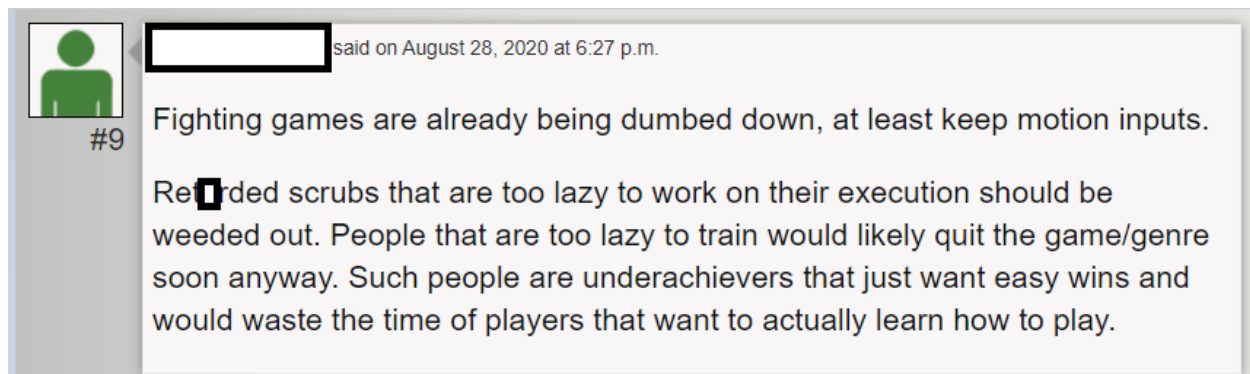 said on August 28, 2020 at 6:27 p.m.
#9
Fighting games are already being dumbed down, at least keep motion inputs.
scrubs that are too lazy to work on their execution should be
weeded out. People that are too lazy to train would likely quit the game/genre
soon anyway. Such people are underachievers that just want easy wins and
would waste the time of players that want to actually learn how to play.